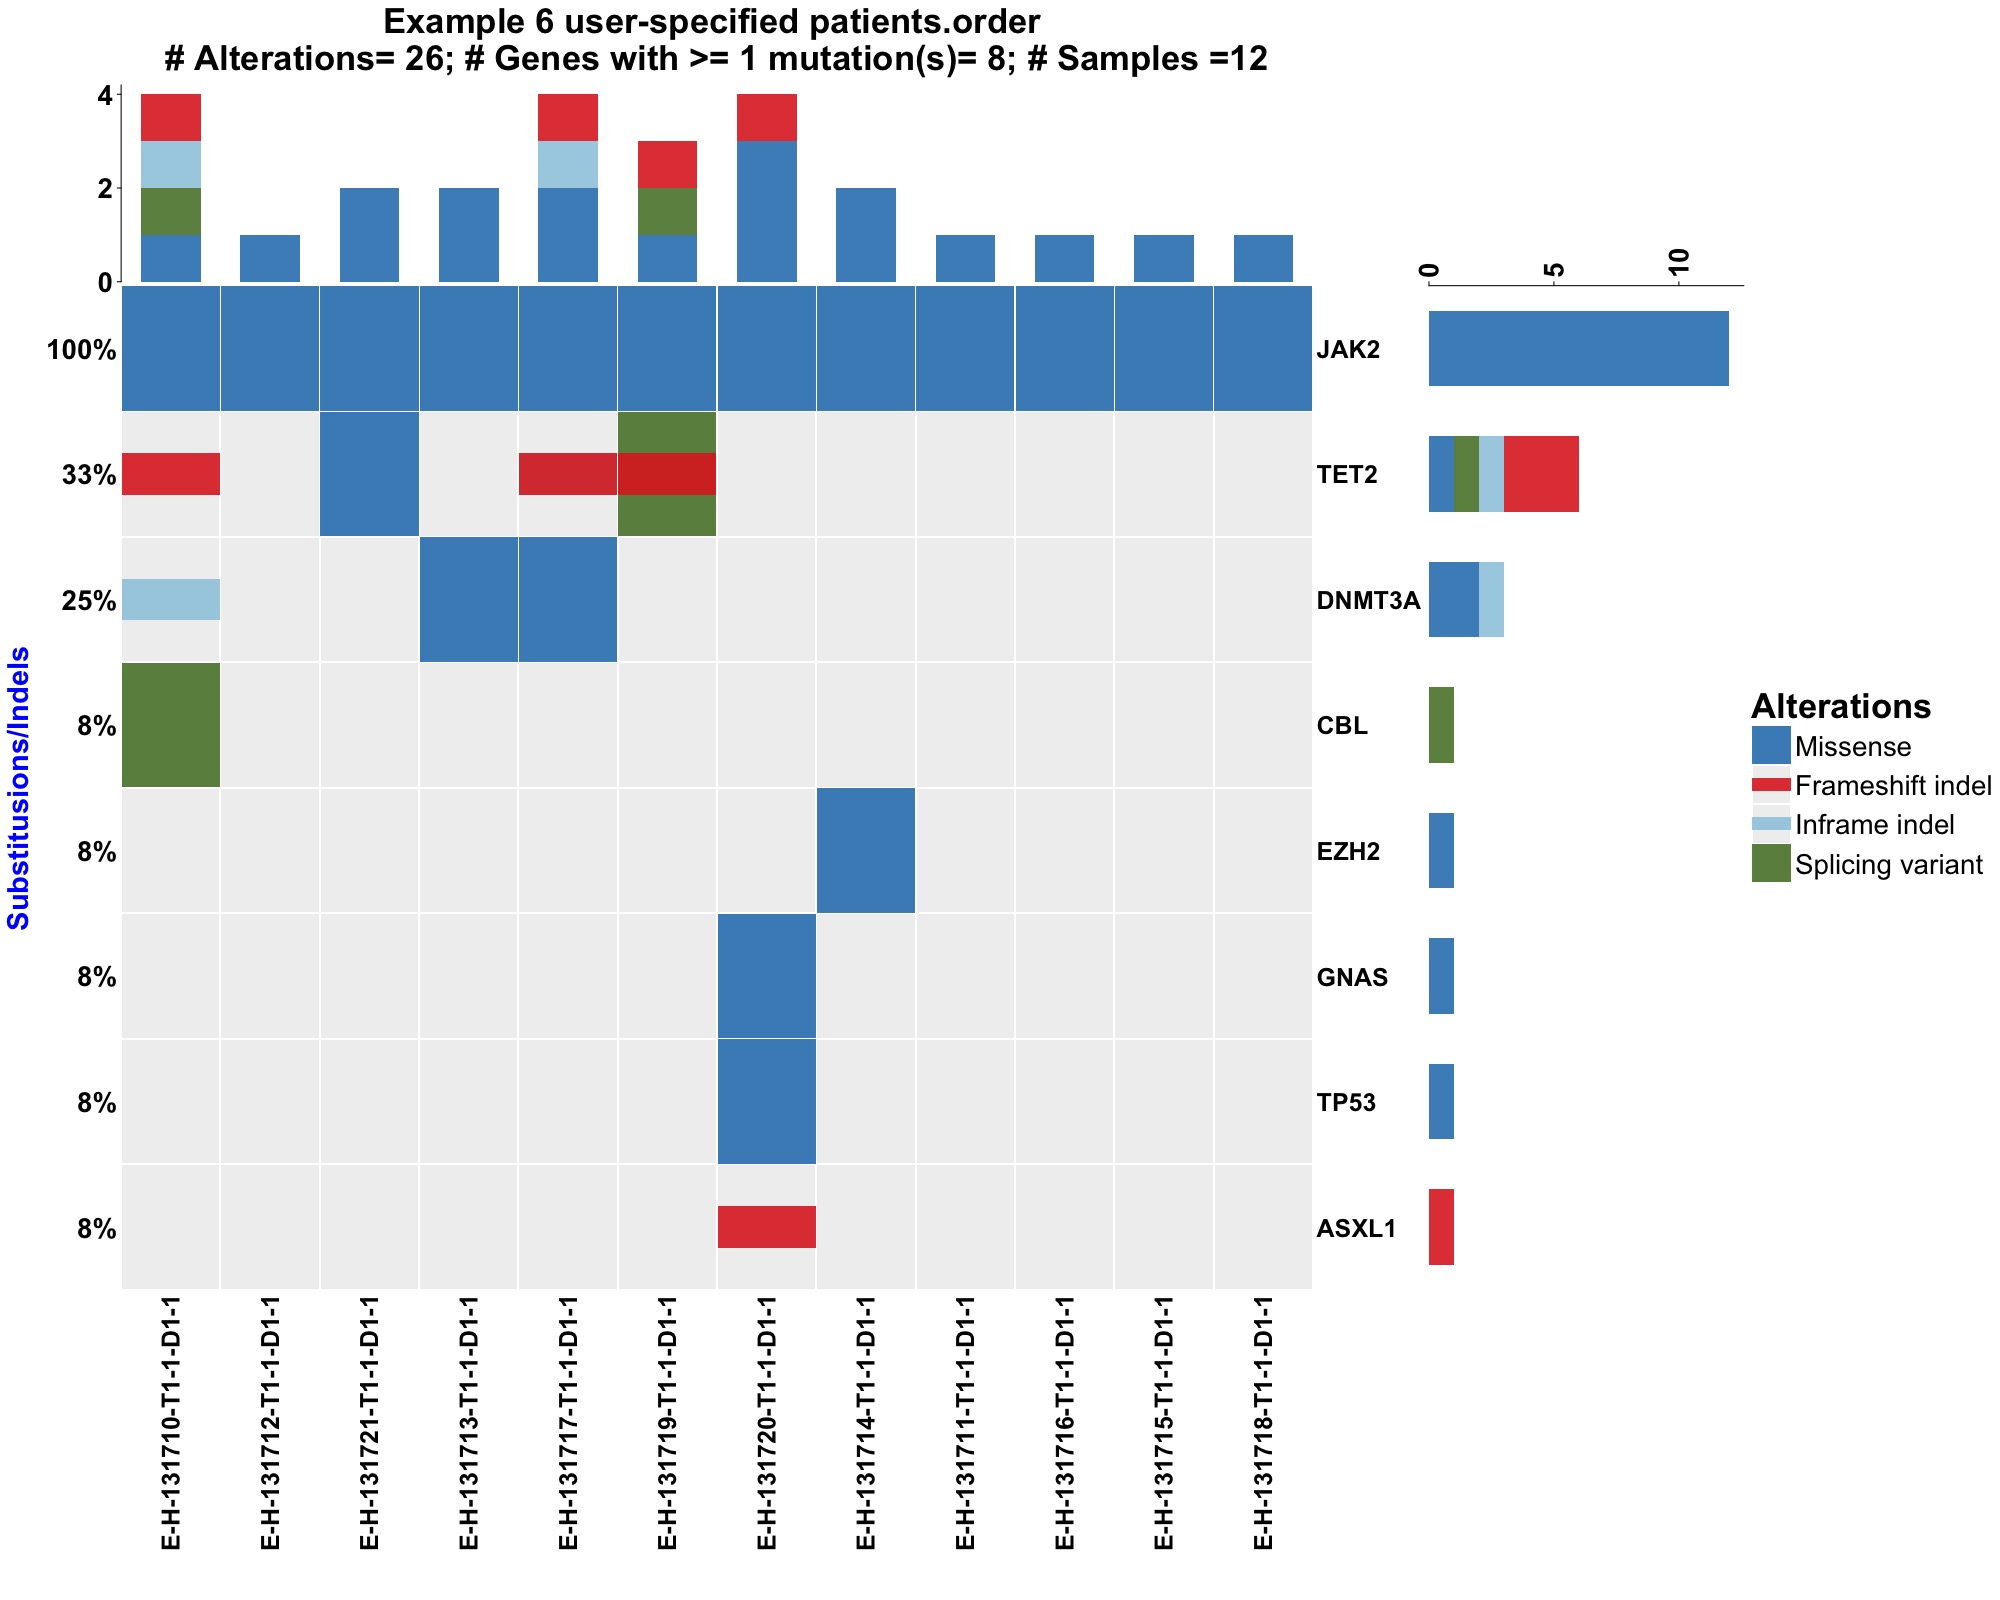 Example 6 user-specified patients.order
# Alterations= 26; # Genes with >= 1 mutation(s)= 8; # Samples =12
4
2
0
0
5
10
100%
JAK2
33%
TET2
25%
DNMT3A
8%
CBL
8%
EZH2
8%
GNAS
8%
TP53
8%
ASXL1
Substitusions/Indels
Alterations
Missense
Frameshift indel
Inframe indel
Splicing variant
E-H-131710-T1-1-D1-1
E-H-131712-T1-1-D1-1
E-H-131721-T1-1-D1-1
E-H-131713-T1-1-D1-1
E-H-131717-T1-1-D1-1
E-H-131719-T1-1-D1-1
E-H-131720-T1-1-D1-1
E-H-131714-T1-1-D1-1
E-H-131711-T1-1-D1-1
E-H-131716-T1-1-D1-1
E-H-131715-T1-1-D1-1
E-H-131718-T1-1-D1-1